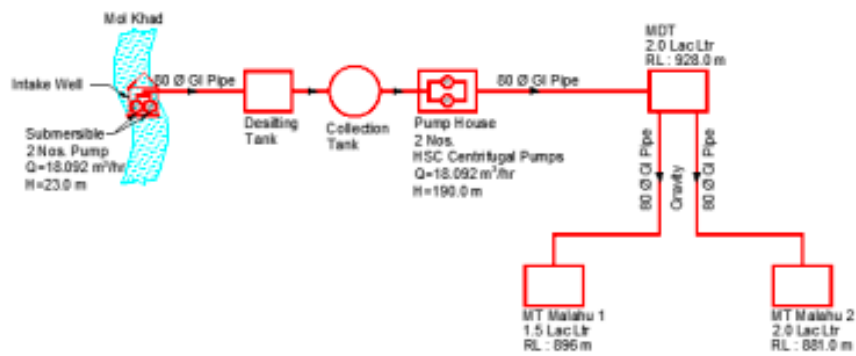 Mol Khad
Intake Well
80 Ø GI Pipe
Submersible
2 Nos. Pump
Q=18.092 m³/hr
H=23.0 m
Desilting
Tank
Collection
Tank
Pump House
2 Nos.
HSC Centrifugal Pumps
Q=18.092 m³/hr
H=190.0 m
80 Ø GI Pipe
MDT
2.0 Lac Ltr
RL : 928.0 m
80 Ø GI Pipe
Gravity
80 Ø GI Pipe
MT Malahu 1
1.5 Lac Ltr
RL : 896 m
MT Malahu 2
2.0 Lac Ltr
RL : 881.0 m